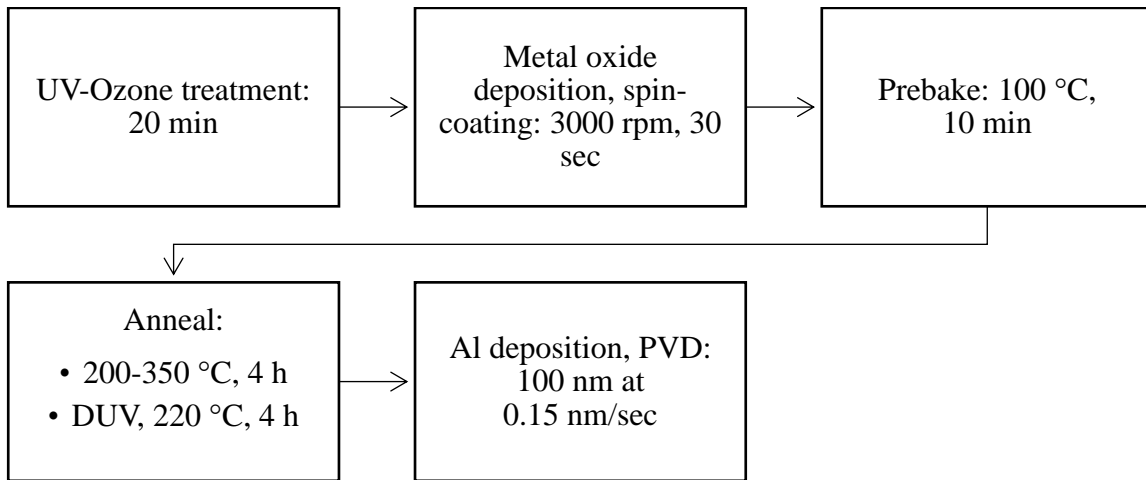 UV-Ozone treatment:
20 min
Metal oxide
deposition, spin-
coating: 3000 rpm, 30
sec
Prebake: 100 °C,
10 min
Anneal:
• 200-350 °C, 4 h
• DUV, 220 °C, 4 h
Al deposition, PVD:
100 nm at
0.15 nm/sec